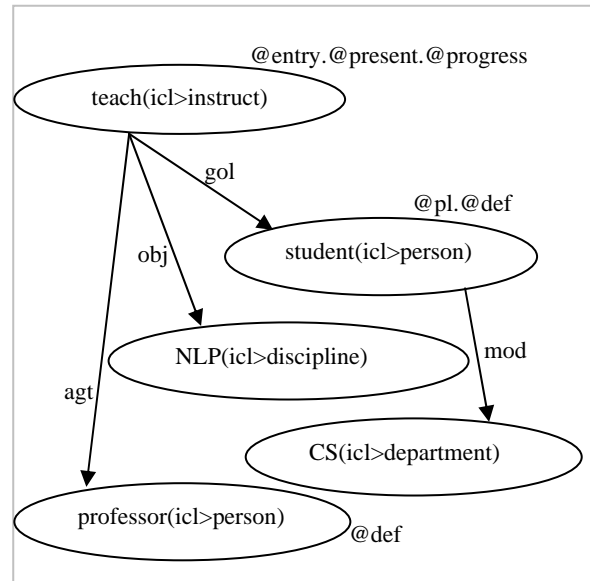 @entry.@present.@progress
teach(icl>instruct)
gol
@pl.@def
student(icl>person)
obj
NLP(icl>discipline)
mod
agt
CS(icl>department)
professor(icl>person)
@def